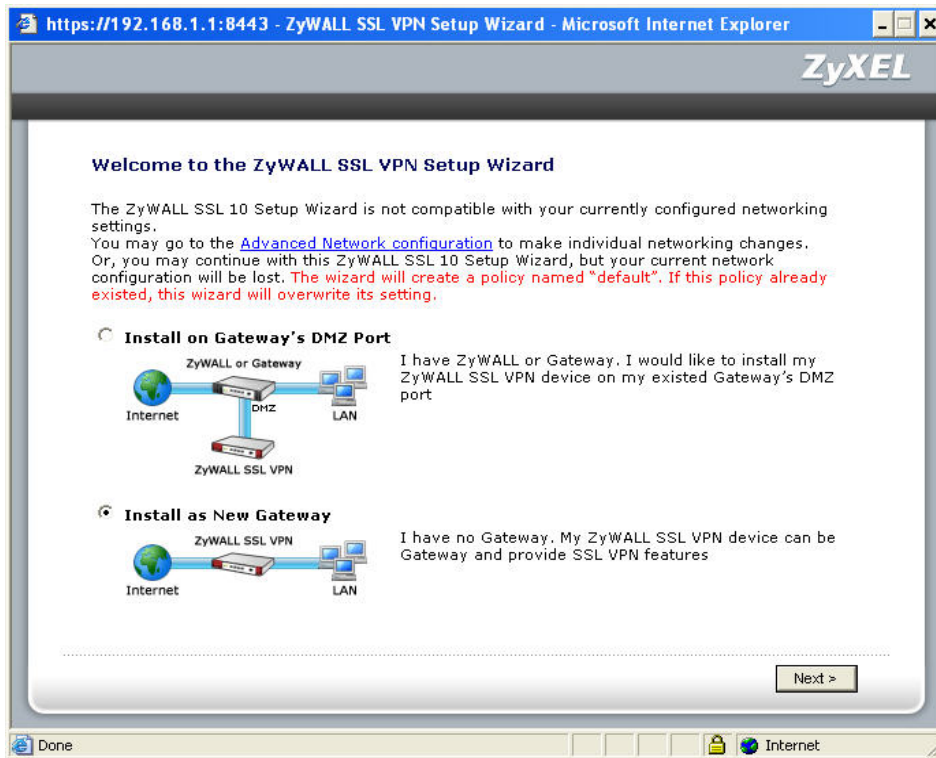 https://192.168.1.1:8443 - ZyWALL SSL VPN Setup Wizard - Microsoft Internet Explorer
ZyXEL
Welcome to the ZyWALL SSL VPN Setup Wizard
The ZyWALL SSL 10 Setup Wizard is not compatible with your currently configured networking
settings.
You may go to the Advanced Network configuration to make individual networking changes.
Or, you may continue with this ZyWALL SSL 10 Setup Wizard, but your current network
configuration will be lost. The wizard will create a policy named "default". If this policy already
existed, this wizard will overwrite its setting.
Install on Gateway's DMZ Port
ZyWALL or Gateway
Internet
DMZ
LAN
ZyWALL SSL VPN
I have ZyWALL or Gateway. I would like to install my
ZyWALL SSL VPN device on my existed Gateway's DMZ
port
Install as New Gateway
ZyWALL SSL VPN
Internet
LAN
I have no Gateway. My ZyWALL SSL VPN device can be
Gateway and provide SSL VPN features
Next >
Done
Internet